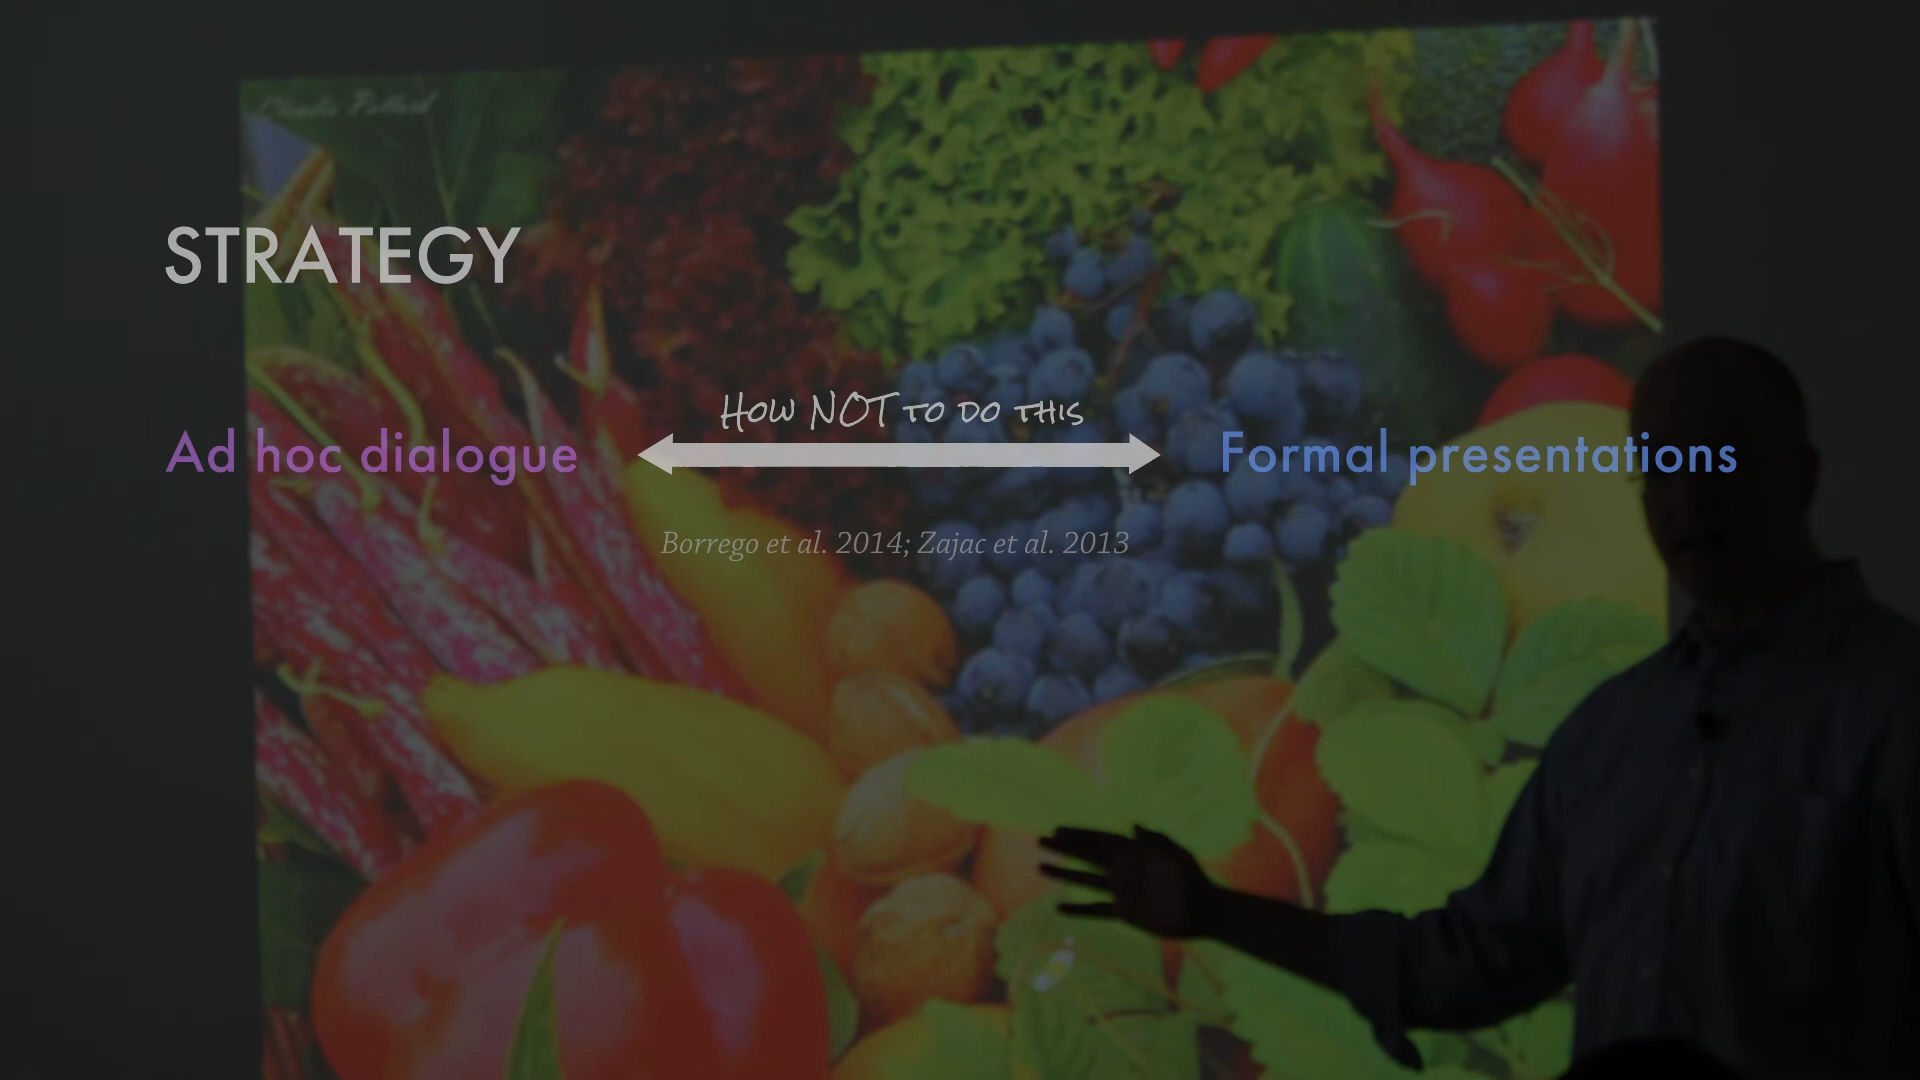 STRATEGY
How NOT to do this
Ad hoc dialogue
Formal presentations
Borrego et al. 2014; Zajac et al. 2013